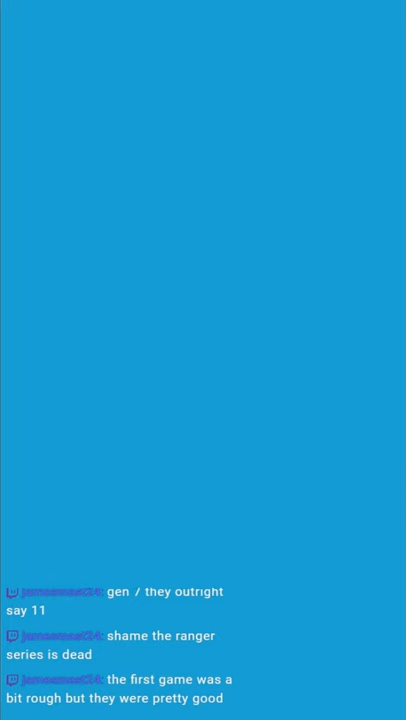 gen 7 they outright
say 11
shame the ranger
series is dead
the first game was a
bit rough but they were pretty good